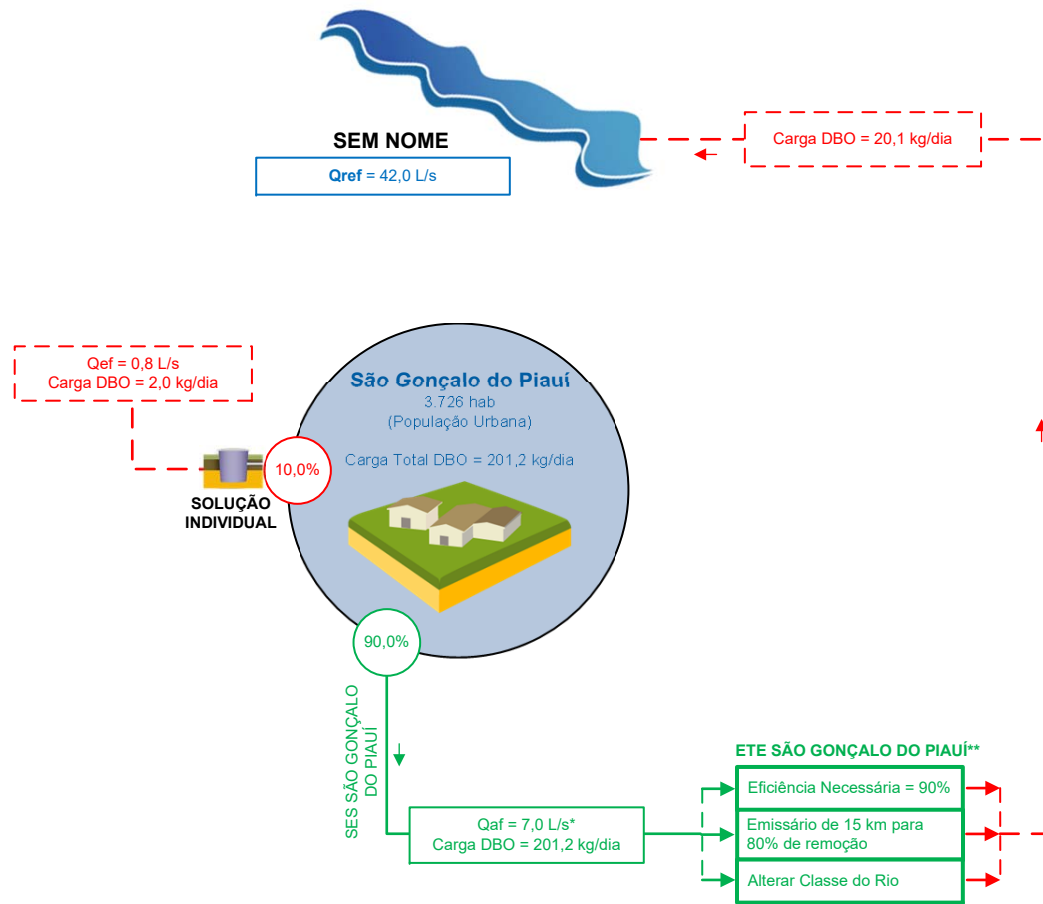 SEM NOME
Qref = 42,0 L/s
Carga DBO = 20,1 kg/dia
Qef = 0,8 L/s
Carga DBO = 2,0 kg/dia
São Gonçalo do Piauí
3.726 hab
(População Urbana)
Carga Total DBO = 201,2 kg/dia
10,0%
SOLUÇÃO
INDIVIDUAL
90,0%
SES SÃO GONÇALO
DO PIAUÍ
Qaf = 7,0 L/s*
Carga DBO = 201,2 kg/dia
ETE SÃO GONÇALO DO PIAUÍ**
Eficiência Necessária = 90%
Emissário de 15 km para
80% de remoção
Alterar Classe do Rio